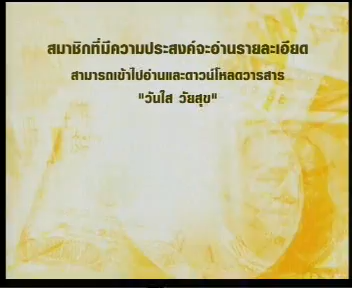 สมาชิกที่มีความประสงค์จะอ่านรายละเอียด
สามารถเข้าไปอ่านและดาวน์โหลดวารสาร
"วันใส วัยสุข"